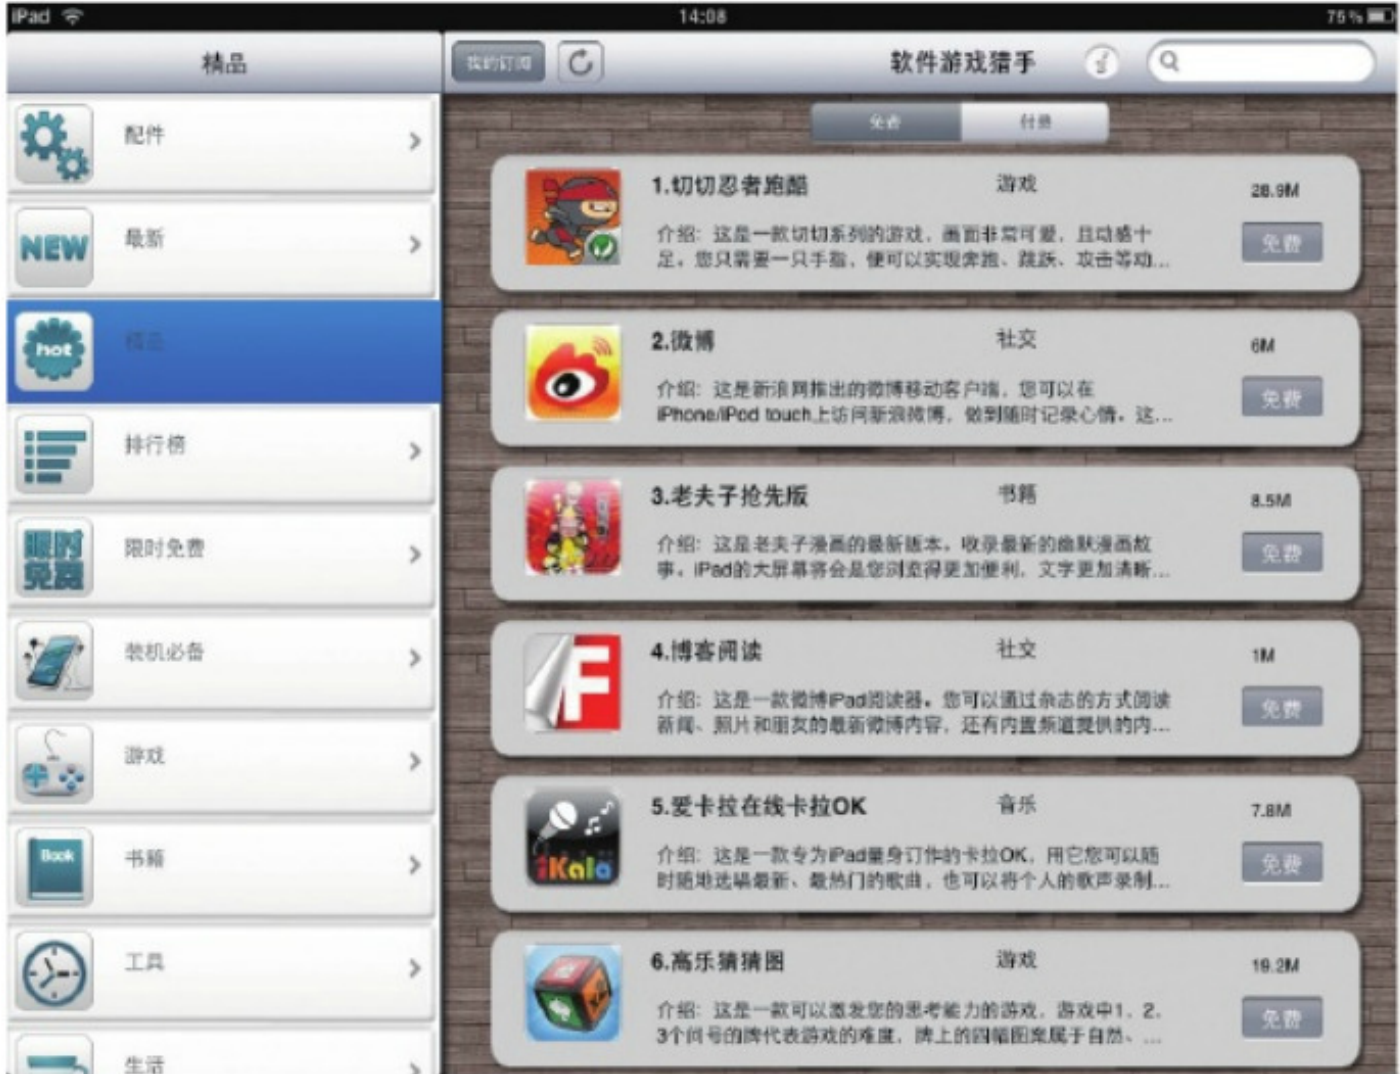 iPad
14:08
75%
精品
我的订阅
软件游戏猎手
配件
NEW
最新
hot
精品
排行榜
限时免费
限时免费
装机必备
游戏
Book
书籍
工具
生活
免费
付费
1.切切忍者跑酷
游戏
28.9M
介绍：这是一款切切系列的游戏，画面非常可爱，且动感十
足。您只需要一只手指，便可以实现奔跑、跳跃、攻击等动...
免费
2.微博
社交
6M
介绍：这是新浪网推出的微博移动客户端，您可以在
iPhone/iPod touch上访问新浪微博，做到随时记录心情。这...
免费
3.老夫子抢先版
书籍
8.5M
介绍：这是老夫子漫画的最新版本。收录最新的幽默漫画故
事。iPad的大屏幕将会是您浏览得更加便利，文字更加清晰...
免费
F
4.博客阅读
社交
1M
介绍：这是一款微博iPad阅读器。您可以通过杂志的方式阅读
新闻、照片和朋友的最新微博内容，还有内置频道提供的内...
免费
iKala
5.爱卡拉在线卡拉OK
音乐
7.8M
介绍：这是一款专为iPad量身订作的卡拉OK，用它您可以随
时随地选唱最新、最热门的歌曲，也可以将个人的歌声录制...
免费
6.高乐猜猜图
游戏
19.2M
介绍：这是一款可以激发您的思考能力的游戏，游戏中1、2、
3个问号的牌代表游戏的难度，牌上的四幅图案属于自然、...
免费